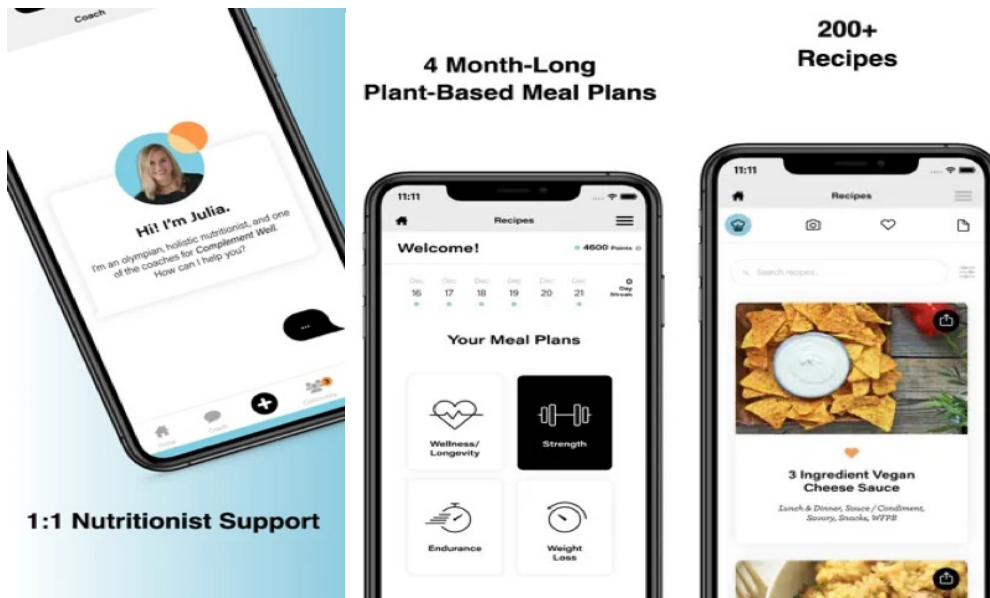 Coach
Hi! I'm Julia.
I'm an olympian, holistic nutritionist, and one
of the coaches for Complement Well.
How can I help you?
...
Home
Coach
3
Community
1:1 Nutritionist Support
4 Month-Long
Plant-Based Meal Plans
11:11
Recipes
Welcome!
4600 Points
Dec Dec Dec Dec Dec Dec 0
16 17 18 19 20 21 Day
Streak
Your Meal Plans
Wellness/
Longevity
Strength
Endurance
Weight
Loss
200+
Recipes
11:11
Recipes
Search recipes...
3 Ingredient Vegan
Cheese Sauce
Lunch & Dinner, Sauce / Condiment,
Savory, Snacks, WFPB